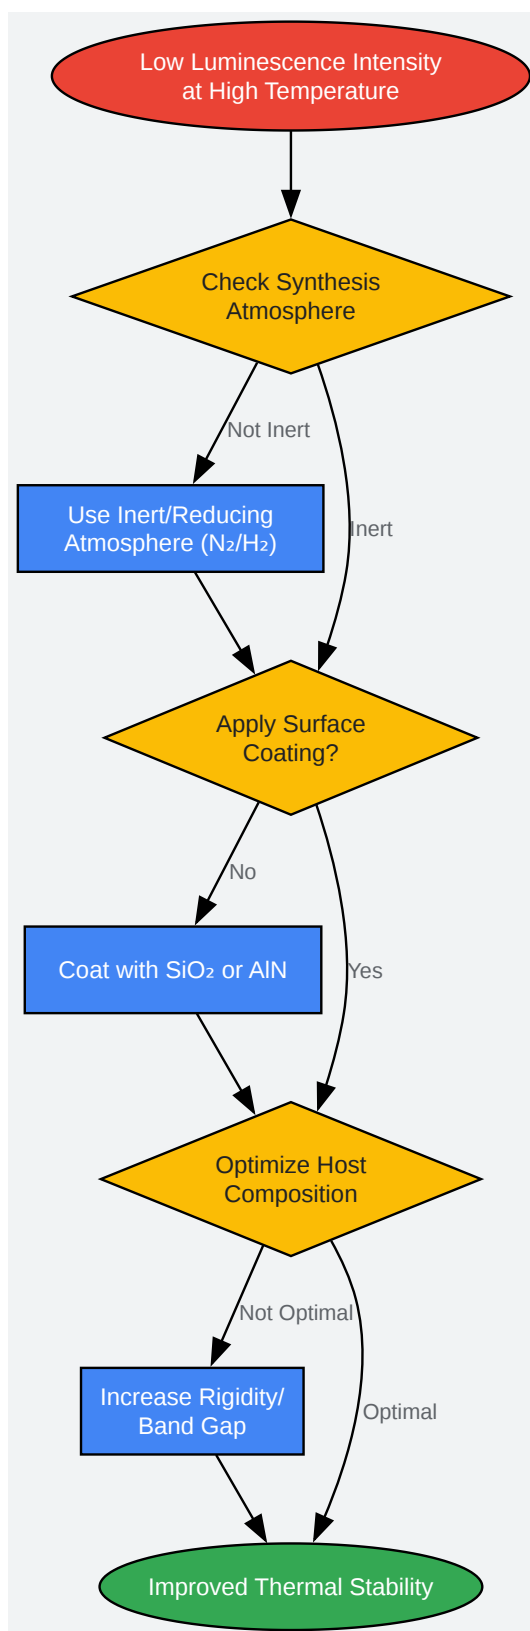 Low Luminescence Intensity
at High Temperature
Check Synthesis
Atmosphere
Not Inert
Inert
Use Inert/Reducing
Atmosphere (N₂/H₂)
Apply Surface
Coating?
No
Yes
Coat with SiO₂ or AlN
Optimize Host
Composition
Not Optimal
Optimal
Increase Rigidity/
Band Gap
Improved Thermal Stability